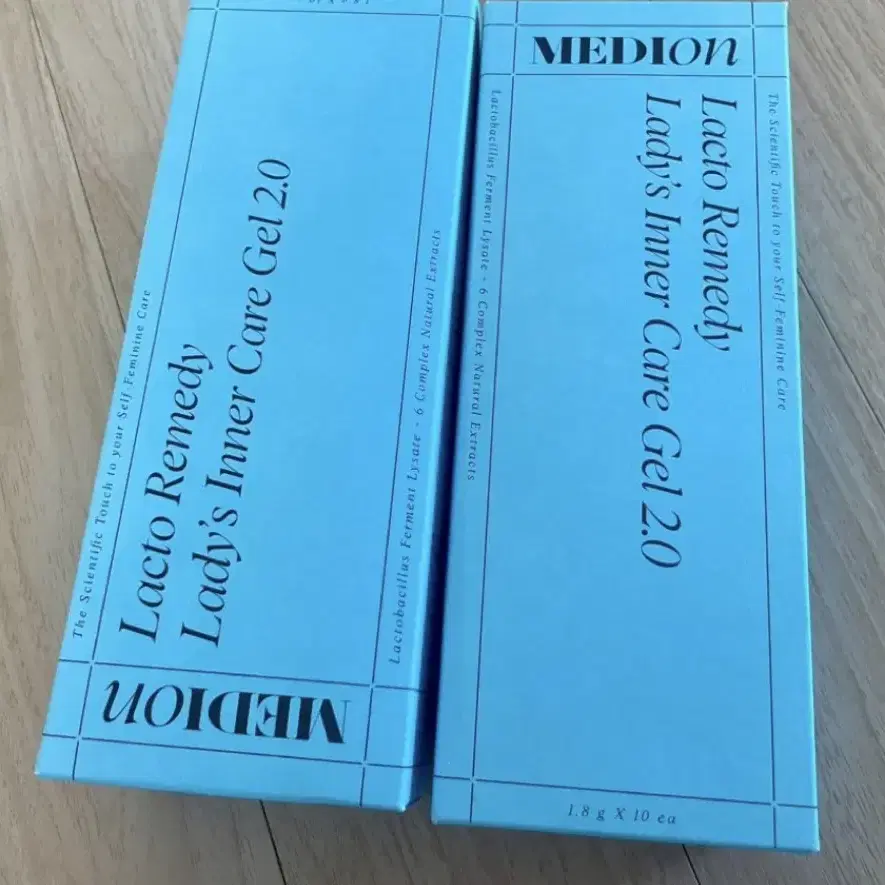 The Scientific Touch to your Self-Feminine Care
Lacto Remedy
Lady's Inner Care Gel 2.0
Lactobacillus Ferment Lysate - 6 Complex Natural Extracts
MEDION
MEDION
The Scientific Touch to your Self-Feminine Care
Lacto Remedy
Lady's Inner Care Gel 2.0
Lactobacillus Ferment Lysate - 6 Complex Natural Extracts
1.8 g X 10 ea